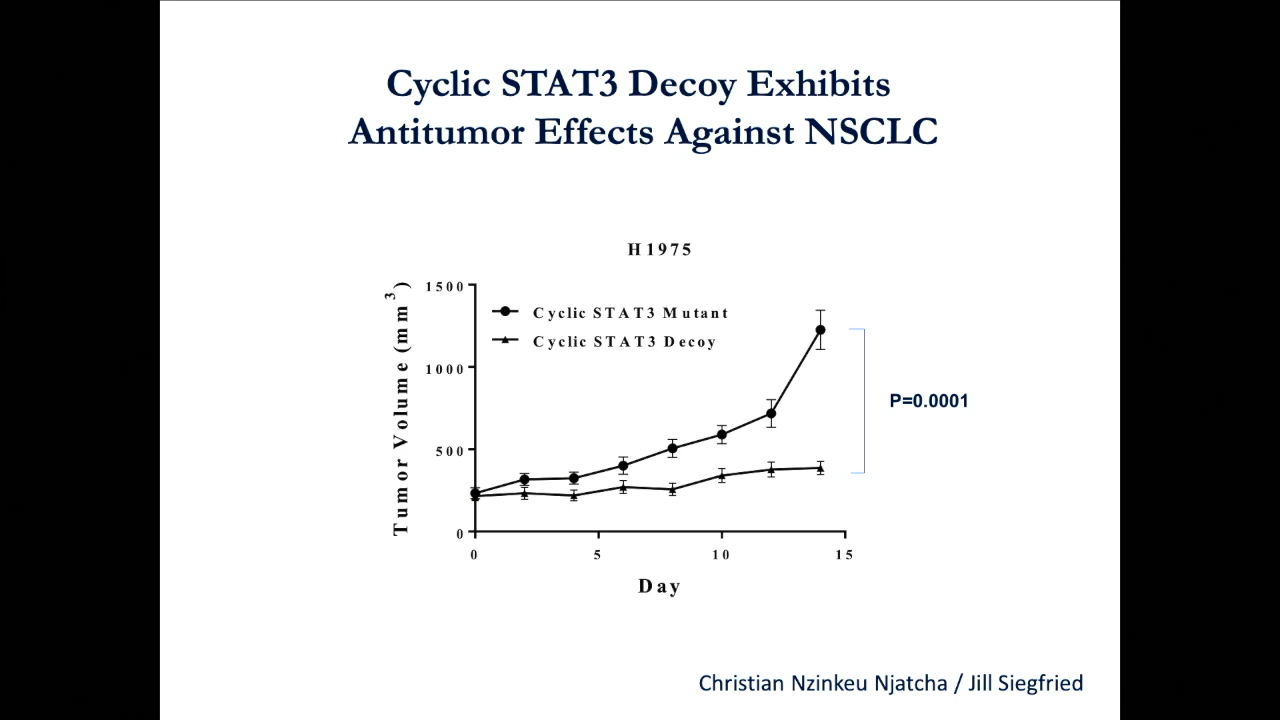 Cyclic STAT3 Decoy Exhibits
Antitumor Effects Against NSCLC
H1975
Tumor Volume (mm3)
1500
1000
500
0
Cyclic STAT3 Mutant
Cyclic STAT3 Decoy
P=0.0001
0 5 10 15
Day
Christian Nzinkeu Njatcha / Jill Siegfried